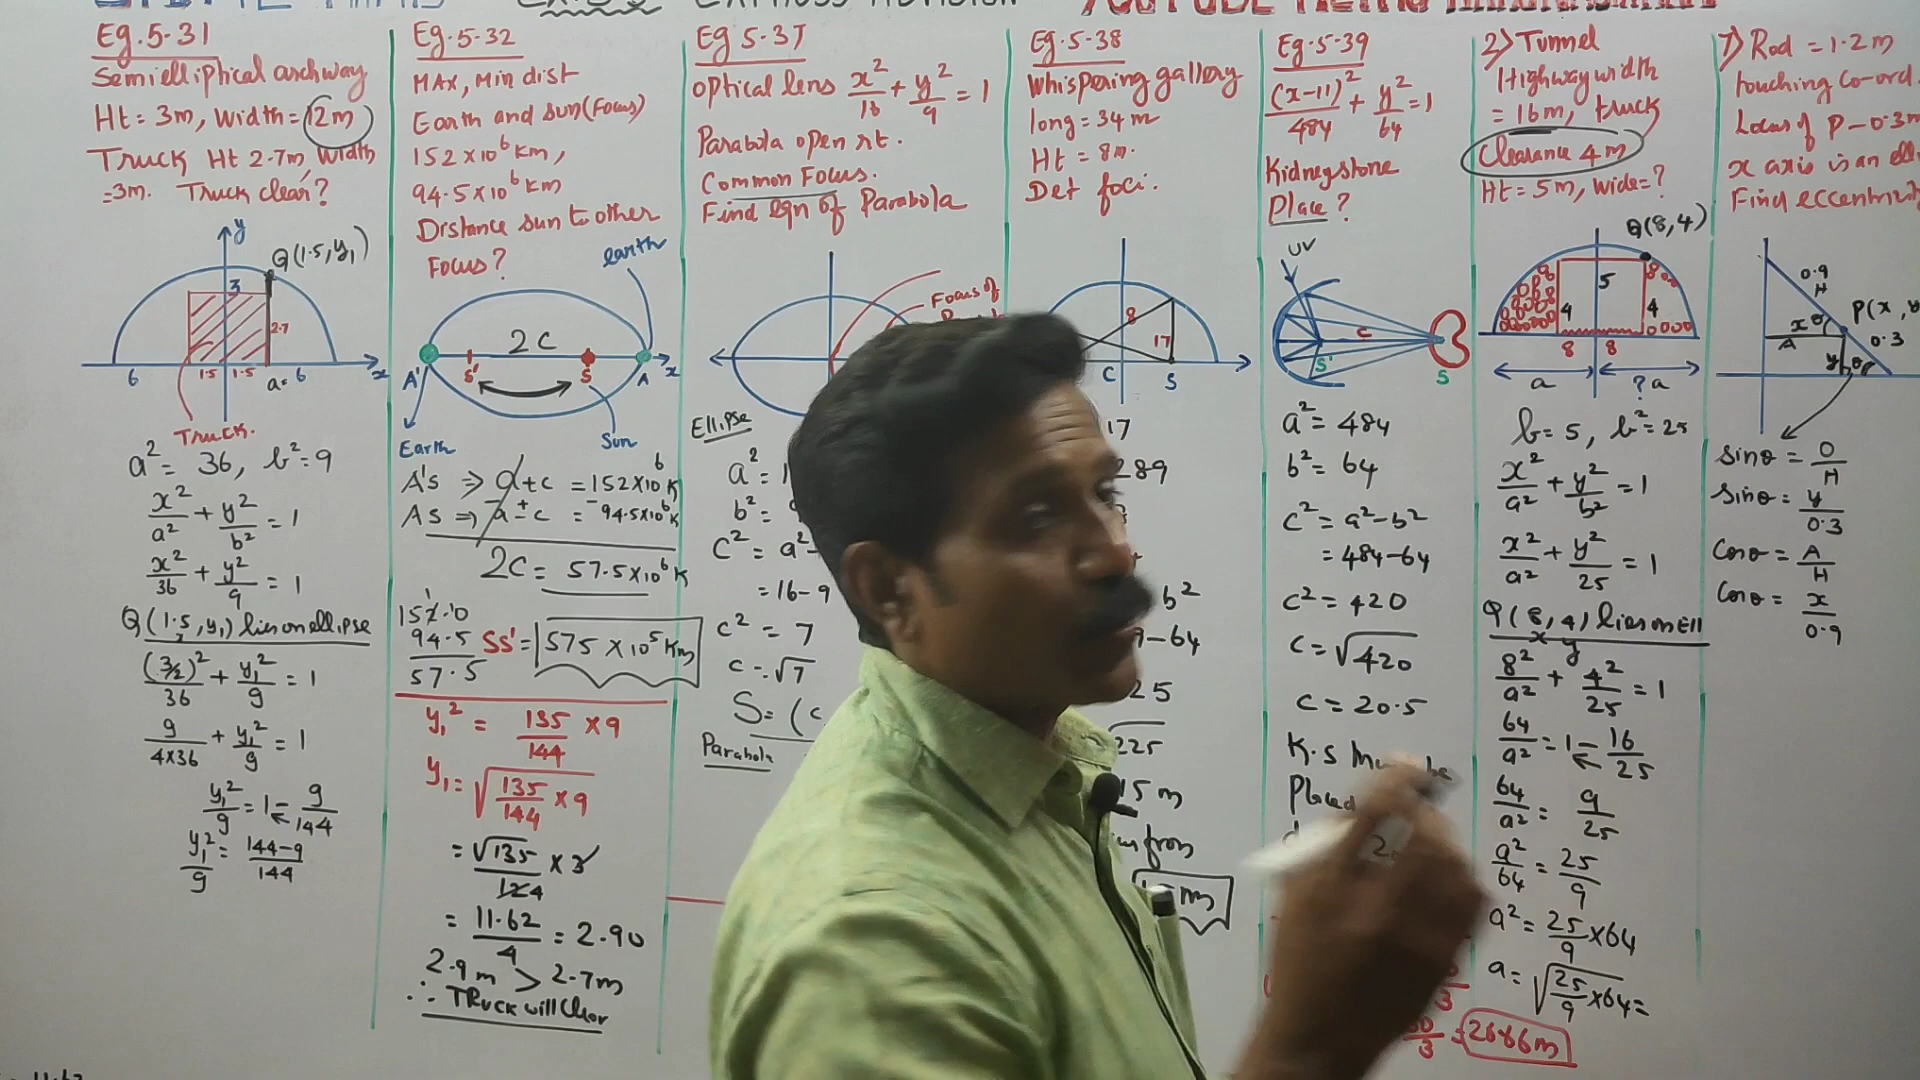 Eg.5-31
Semielliptical archway
Ht = 3m, width = 12m
Truck Ht 2.7m width
=3m. Truck clear?
y
Q(1.5,y₁)
3
2.7
6
1.5
1.5
a= 6
x
Truck.
a² = 36, b² = 9
x²/a² + y²/b² = 1
x²/36 + y²/9 = 1
Q(1.5,y₁) lies on ellipse
(3/2)²/36 + y₁²/9 = 1
9/4×36 + y₁²/9 = 1
y₁²/9 = 1 - 9/144
y₁²/9 = 144-9/144
Eg.5-32
MAX, Min dist
Earth and sun(Focus)
152×10⁶ Km,
94.5×10⁶ Km
Distance sun to other
Focus?
earth
2C
A'
S'
S
A
x
Earth
Sun
A's ⇒ a+c = 152×10⁶K
AS ⇒ a-c = 94.5×10⁶K
2C = 57.5×10⁶ K
152.0
94.5
57.5
SS' = 575 × 10⁵ Km
y₁² = 135/144 × 9
y₁ = √135/144 × 9
= √135/124 × 3
= 11.62/4 = 2.90
2.9m > 2.7m
∴ Truck will clear
Eg 5-37
Optical lens x²/16 + y²/9 = 1
Parabola open rt.
Common Focus.
Find Eqn of Parabola
Focus of
Ellipse
a² = 1
b² =
c² = a²-
= 16-9
c² = 7
c = √7
S = (c
Parabola
Eg.5-38
Whispering gallery
long = 34 m
Ht = 8m.
Det foci.
8
17
C
S
17
289
b²
9-64
25
225
15 m
from
m
Eg.5-39
(x-11)²/484 + y²/64 = 1
Kidneystone
Place?
UV
C
S'
S
a² = 484
b² = 64
c² = a²-b²
= 484-64
c² = 420
c = √420
c = 20.5
K.S
Placed
3
3 = 26.66m
2) Tunnel
Highway width
= 16m, truck
Clearance 4m
Ht = 5m, wide=?
Q(8,4)
5
4
4
8
8
a
? a
b = 5, b² = 25
x²/a² + y²/b² = 1
x²/a² + y²/25 = 1
Q(8,4) lies on Ell
x y
8²/a² + 4²/25 = 1
64/a² = 1 - 16/25
64/a² = 9/25
a²/64 = 25/9
a² = 25/9 × 64
a = √25/9 × 64 =
7) Rod = 1.2m
touching co-ord
Locus of P - 0.3m
x axis is an ell
Find eccentricity
0.9
H
P(x, y
x
θ
A
0.3
y
θ
sinθ = O/H
sinθ = y/0.3
cosθ = A/H
cosθ = x/0.9